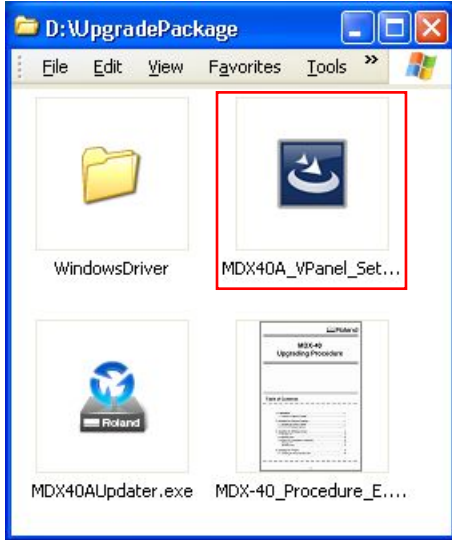 D:\UpgradePackage
File Edit View Favorites Tools »
WindowsDriver
MDX40A_VPanel_Set...
Roland
MDX-40
Upgrading Procedure
Table of Contents
Roland
MDX40AUpdater.exe
MDX-40_Procedure_E....